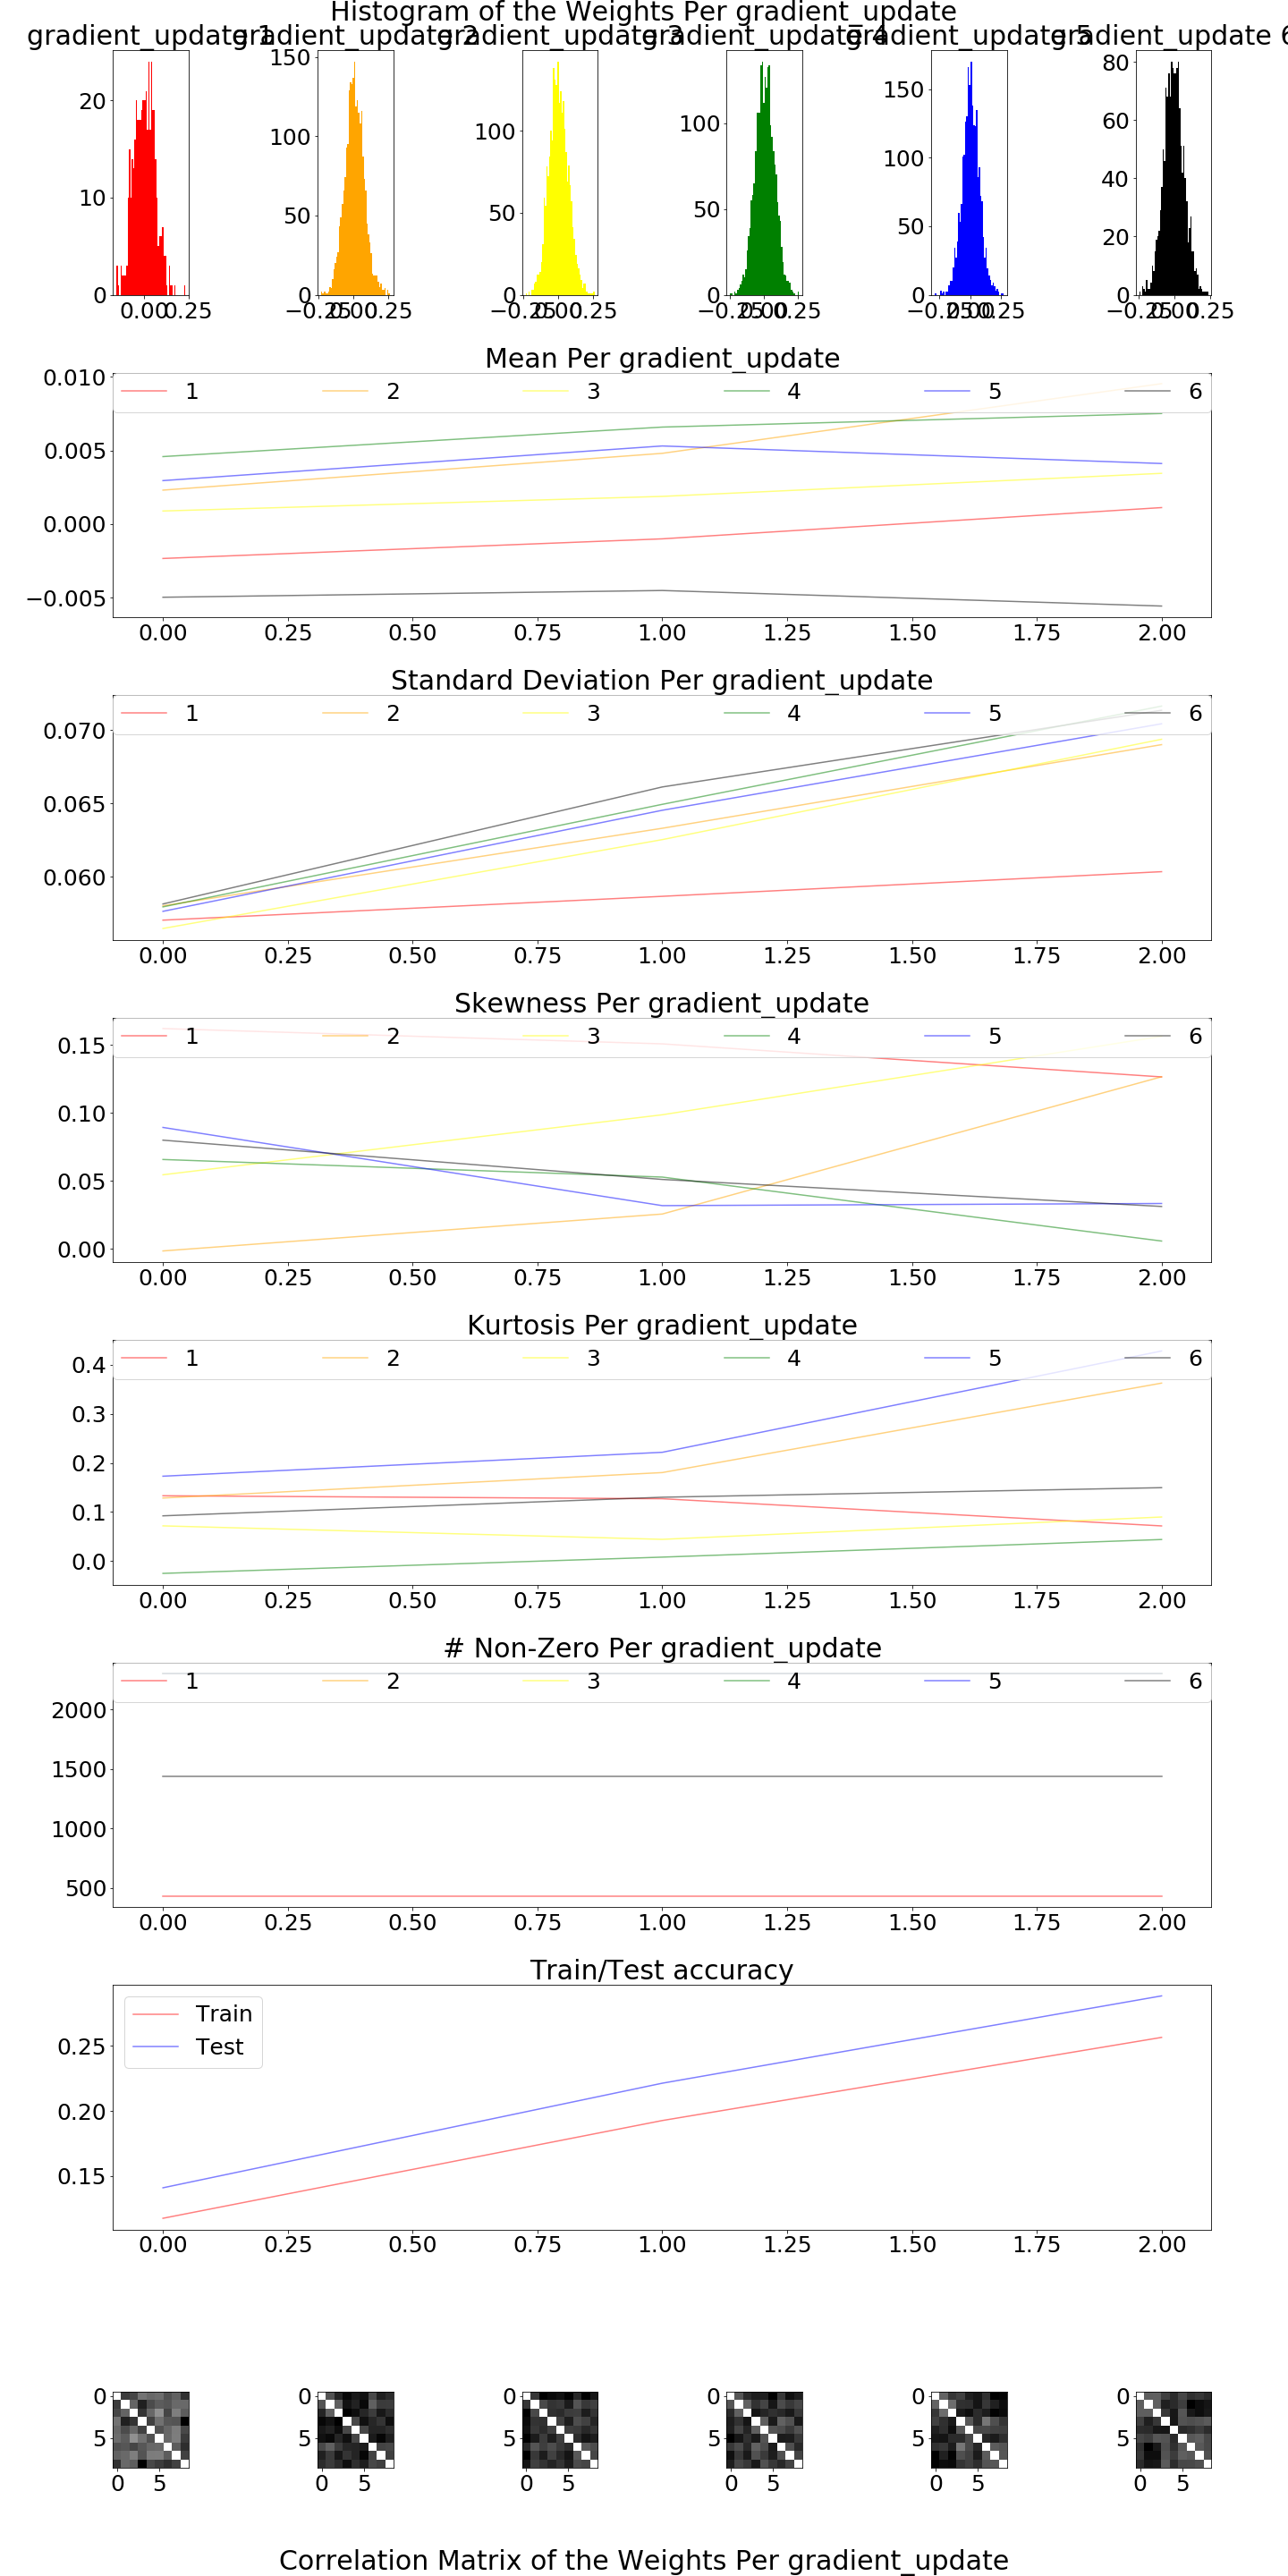 Histogram of the Weights Per gradient_update
gradient_update 1 gradient_update 2 gradient_update 3 gradient_update 4 gradient_update 5 gradient_update 6
20
10
0
0.00 0.25
150
100
50
0
−0.25 0.00 0.25
100
50
0
−0.25 0.00 0.25
100
50
0
−0.25 0.00 0.25
150
100
50
0
−0.25 0.00 0.25
80
60
40
20
0
−0.25 0.00 0.25
Mean Per gradient_update
1 2 3 4 5 6
0.010
0.005
0.000
−0.005
0.00 0.25 0.50 0.75 1.00 1.25 1.50 1.75 2.00
Standard Deviation Per gradient_update
1 2 3 4 5 6
0.070
0.065
0.060
0.00 0.25 0.50 0.75 1.00 1.25 1.50 1.75 2.00
Skewness Per gradient_update
1 2 3 4 5 6
0.15
0.10
0.05
0.00
0.00 0.25 0.50 0.75 1.00 1.25 1.50 1.75 2.00
Kurtosis Per gradient_update
1 2 3 4 5 6
0.4
0.3
0.2
0.1
0.0
0.00 0.25 0.50 0.75 1.00 1.25 1.50 1.75 2.00
# Non-Zero Per gradient_update
1 2 3 4 5 6
2000
1500
1000
500
0.00 0.25 0.50 0.75 1.00 1.25 1.50 1.75 2.00
Train/Test accuracy
Train
Test
0.25
0.20
0.15
0.00 0.25 0.50 0.75 1.00 1.25 1.50 1.75 2.00
0 0 0 0 0 0
5 5 5 5 5 5
0 5 0 5 0 5 0 5 0 5 0 5
Correlation Matrix of the Weights Per gradient_update